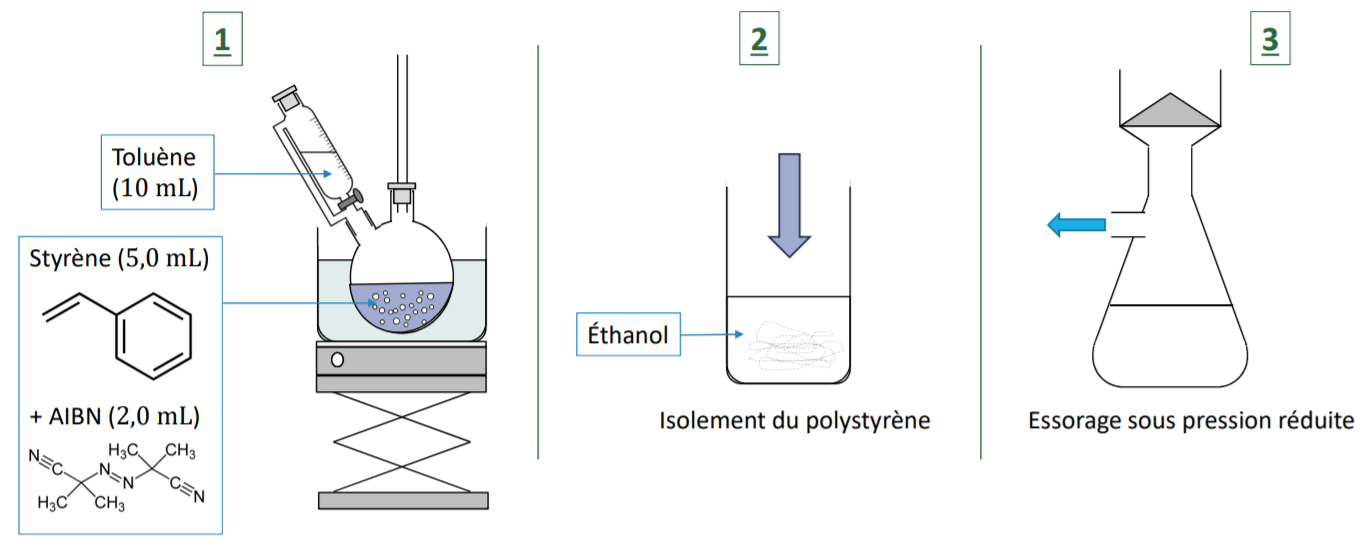 1
2
3
Toluène
(10 mL)
Styrène (5,0 mL)
+ AIBN (2,0 mL)
N
C
H₃C
CH₃
N
N
C
N
H₃C
CH₃
Éthanol
Isolement du polystyrène
Essorage sous pression réduite